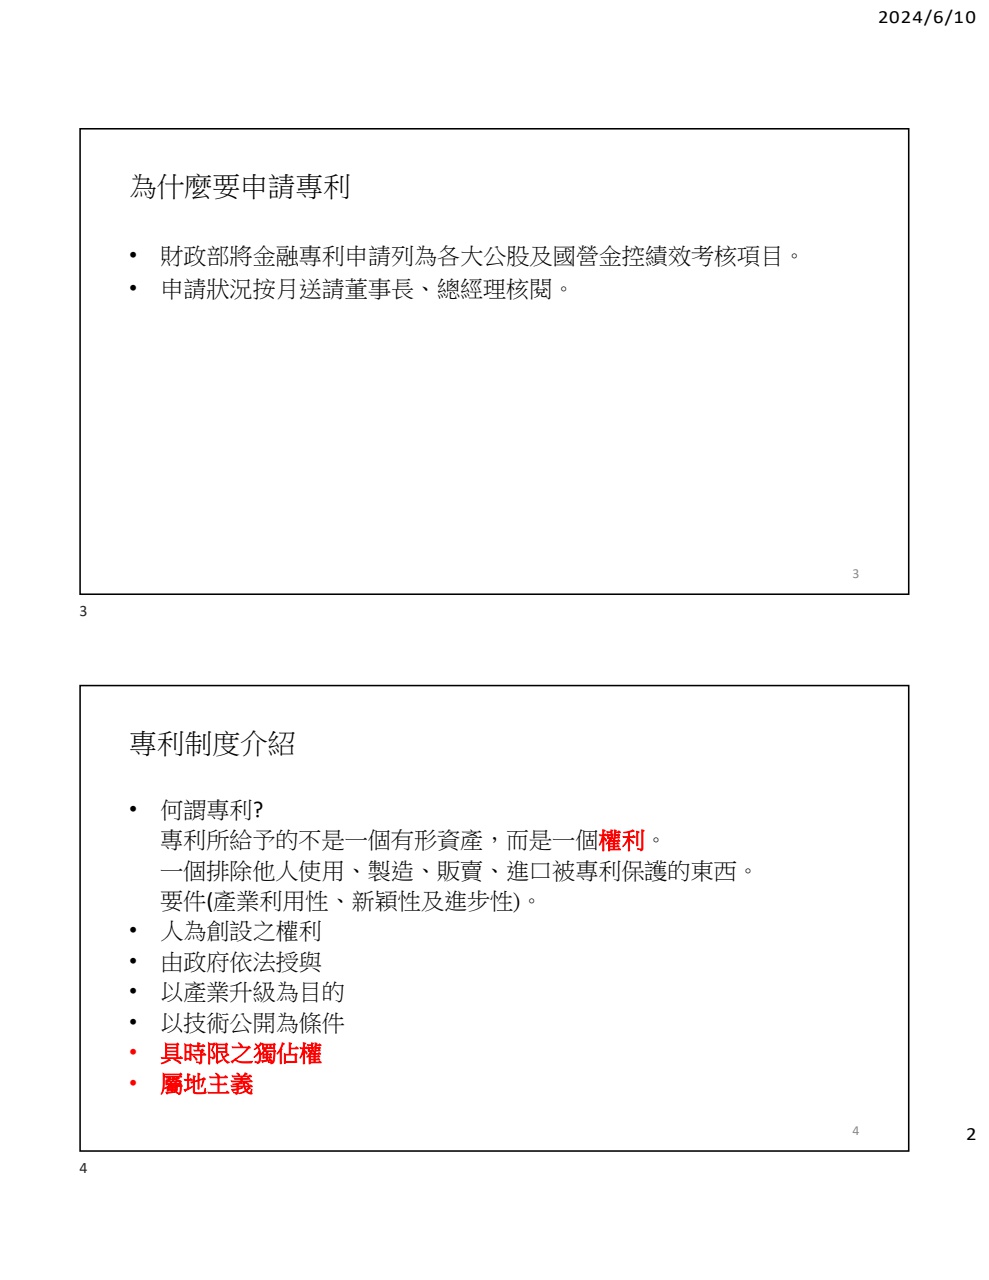 2024/6/10
為什麼要申請專利
• 財政部將金融專利申請列為各大公股及國營金控績效考核項目。
• 申請狀況按月送請董事長、總經理核閱。
3
3
專利制度介紹
• 何謂專利?
專利所給予的不是一個有形資產，而是一個權利。
一個排除他人使用、製造、販賣、進口被專利保護的東西。
要件(產業利用性、新穎性及進步性)。
• 人為創設之權利
• 由政府依法授與
• 以產業升級為目的
• 以技術公開為條件
• 具時限之獨佔權
• 屬地主義
4
2
4